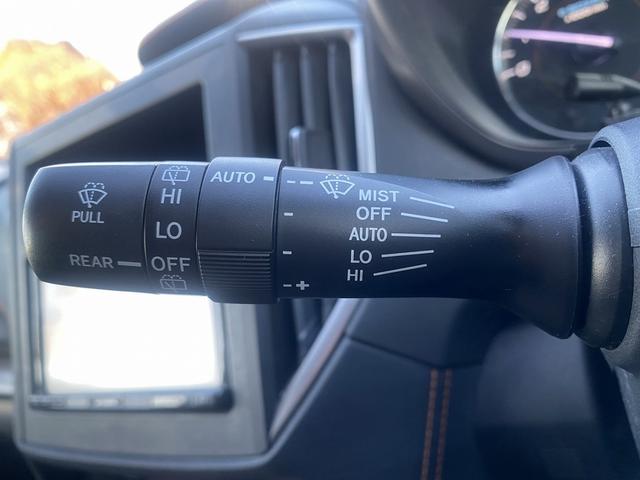 PULL
REAR
HI
LO
OFF
AUTO
- +
MIST
OFF
AUTO
LO
HI